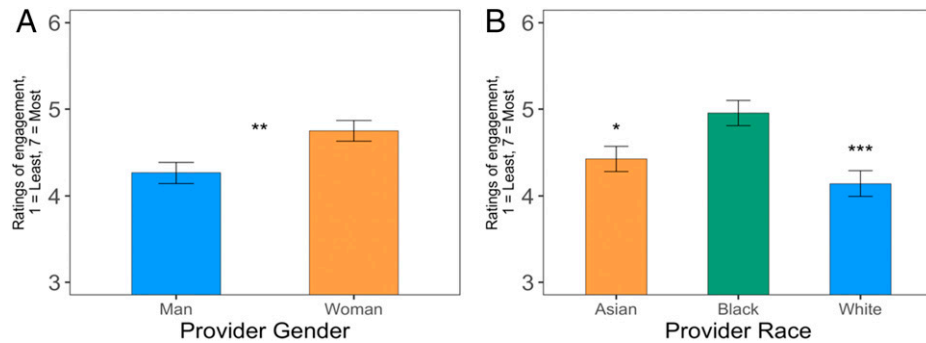 A
6
5
4
3
Ratings of engagement,
1 = Least, 7 = Most
**
Man
Woman
Provider Gender
B
6
5
4
3
Ratings of engagement,
1 = Least, 7 = Most
*
***
Asian
Black
White
Provider Race